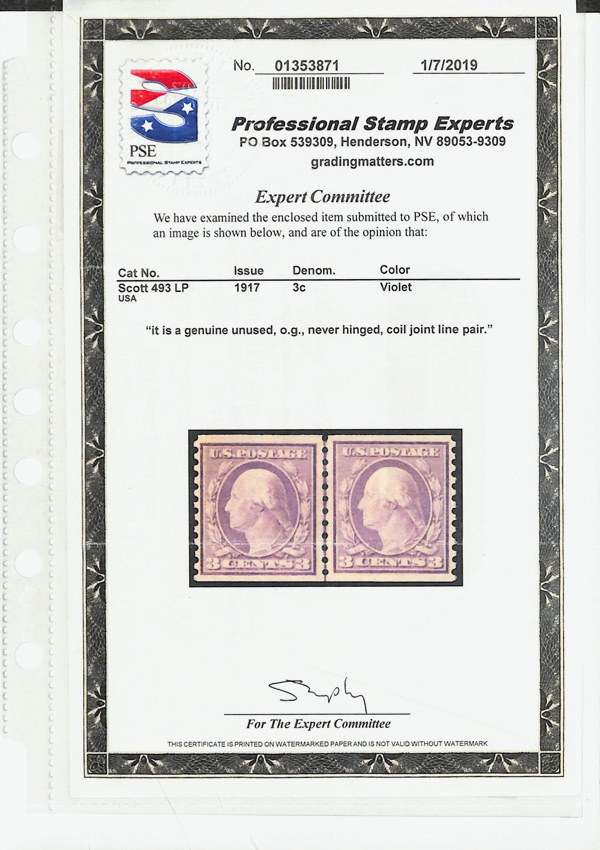 No. 01353871 1/7/2019
PSE
PROFESSIONAL STAMP EXPERTS
Professional Stamp Experts
PO Box 539309, Henderson, NV 89053-9309
gradingmatters.com
Expert Committee
We have examined the enclosed item submitted to PSE, of which
an image is shown below, and are of the opinion that:
Cat No. Issue Denom. Color
Scott 493 LP 1917 3c Violet
USA
“it is a genuine unused, o.g., never hinged, coil joint line pair.”
U.S. POSTAGE U.S. POSTAGE
3 CENTS 3 3 CENTS 3
For The Expert Committee
THIS CERTIFICATE IS PRINTED ON WATERMARKED PAPER AND IS NOT VALID WITHOUT WATERMARK